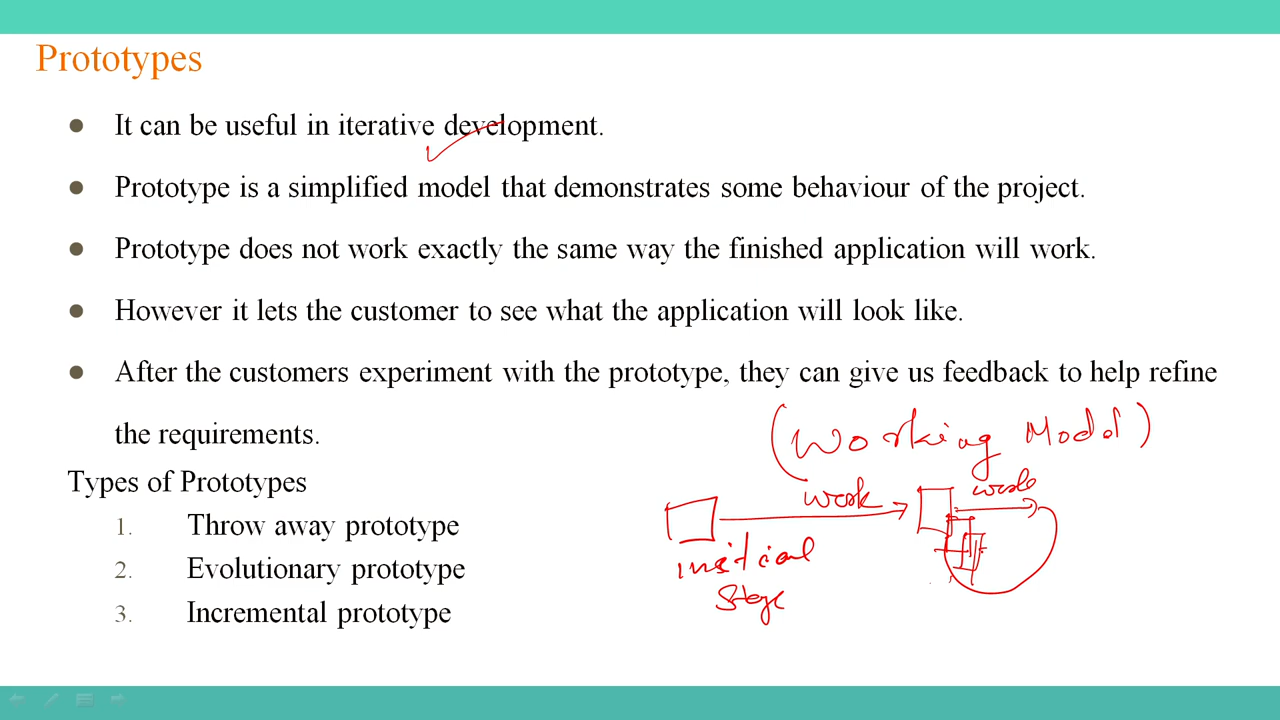 Prototypes
● It can be useful in iterative development.
● Prototype is a simplified model that demonstrates some behaviour of the project.
● Prototype does not work exactly the same way the finished application will work.
● However it lets the customer to see what the application will look like.
● After the customers experiment with the prototype, they can give us feedback to help refine
the requirements.
(Working Model)
Types of Prototypes
work
1. Throw away prototype
2. Evolutionary prototype
3. Incremental prototype
stage